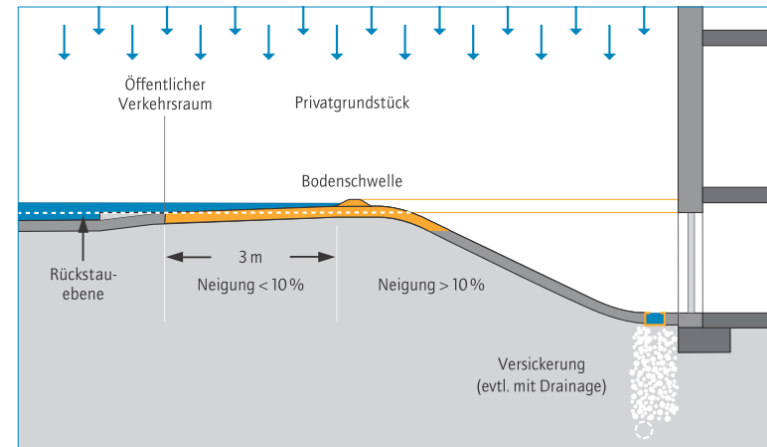 Öffentlicher
Verkehrsraum
Privatgrundstück
Bodenschwelle
3 m
Rückstau-
ebene
Neigung < 10 %
Neigung > 10 %
Versickerung
(evtl. mit Drainage)